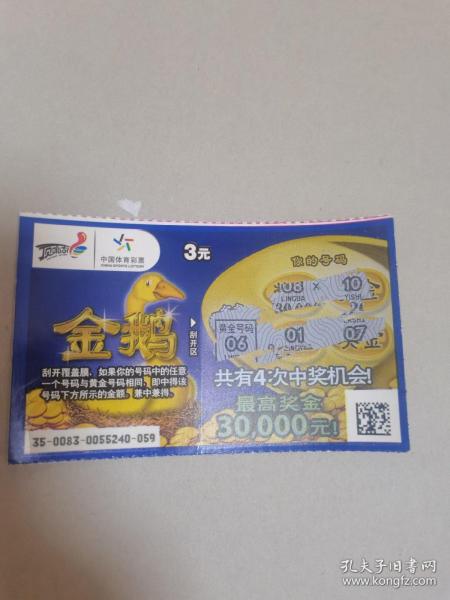 顶呱刮
中国体育彩票
CHINA SPORTS LOTTERY
3元
金鹅
刮开区
刮开覆盖膜，如果你的号码中的任意
一个号码与黄金号码相同，即中得该
号码下方所示的金额。兼中兼得。
35-0083-0055240-059
你的号码
08 10
LINGBA YISHI
黄金号码
06 01 07
共有4次中奖机会!
最高奖金
30,000元!
孔夫子旧书网
www.kongfz.com